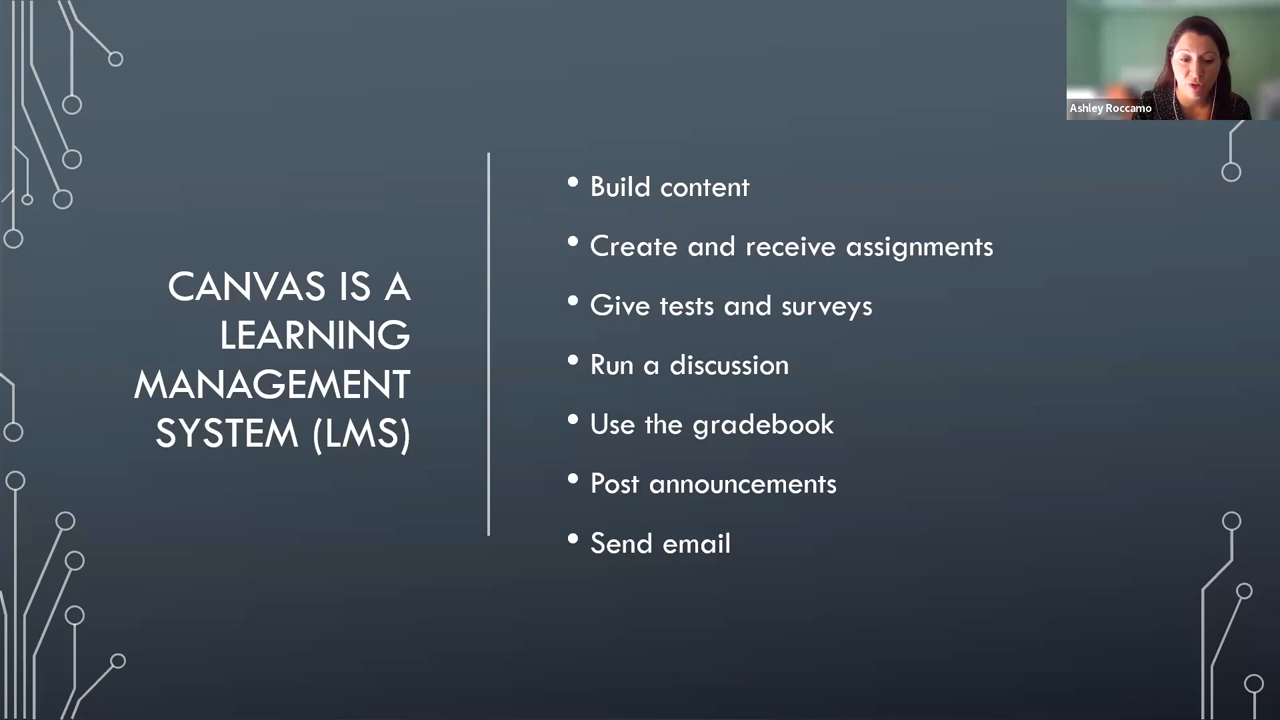 CANVAS IS A
LEARNING
MANAGEMENT
SYSTEM (LMS)
• Build content
• Create and receive assignments
• Give tests and surveys
• Run a discussion
• Use the gradebook
• Post announcements
• Send email
Ashley Roccamo